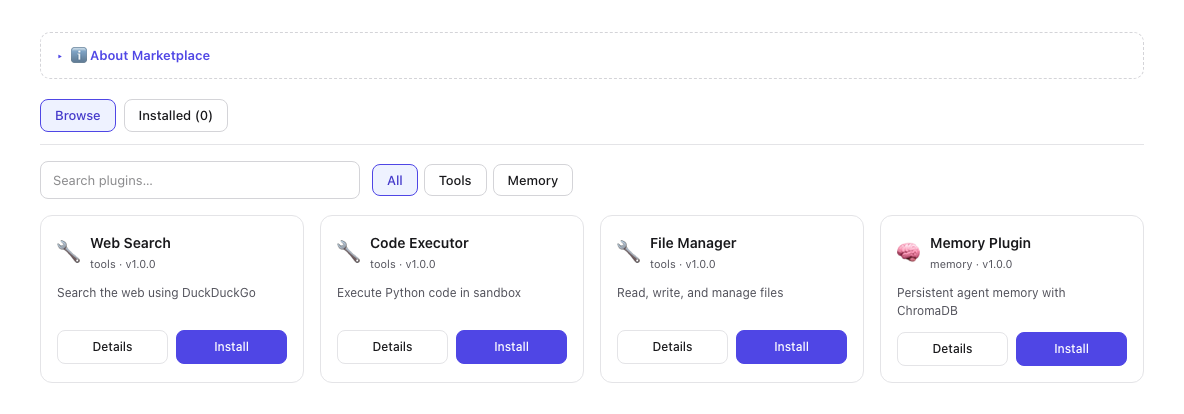 About Marketplace
Browse
Installed (0)
Search plugins...
All
Tools
Memory
Web Search
tools · v1.0.0
Search the web using DuckDuckGo
Details
Install
Code Executor
tools · v1.0.0
Execute Python code in sandbox
Details
Install
File Manager
tools · v1.0.0
Read, write, and manage files
Details
Install
Memory Plugin
memory · v1.0.0
Persistent agent memory with
ChromaDB
Details
Install